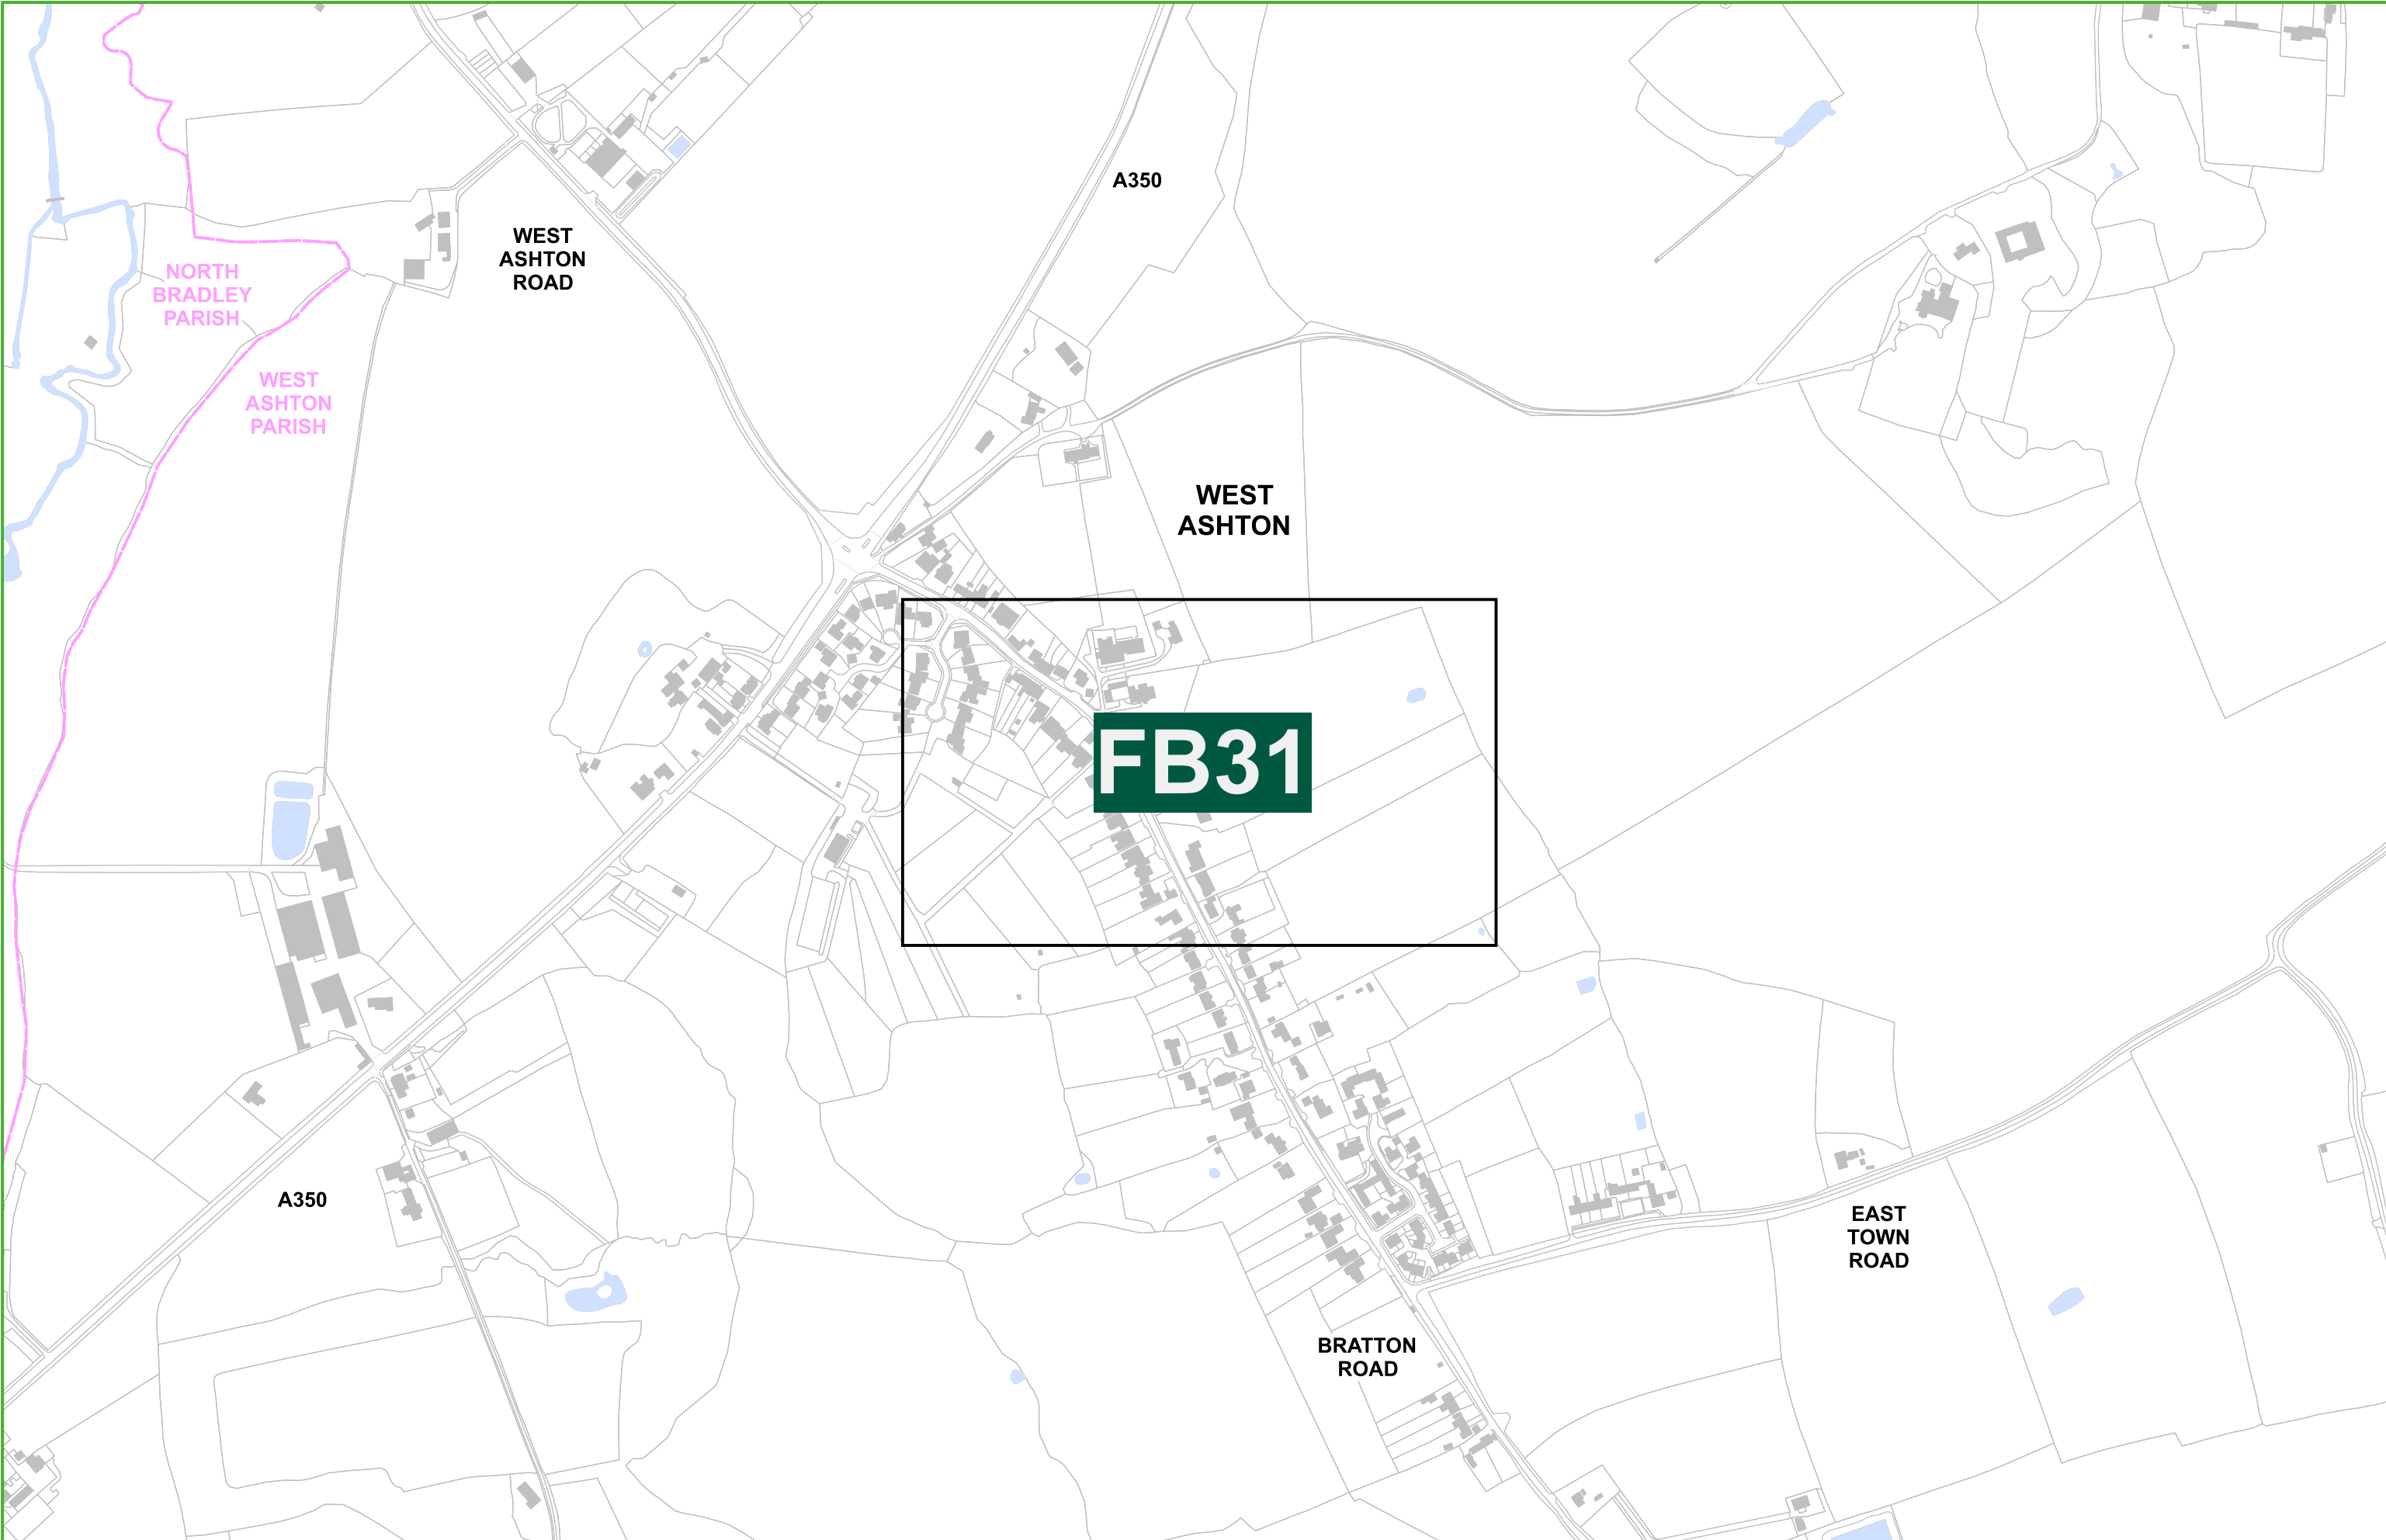 A350
WEST
ASHTON
ROAD
NORTH
BRADLEY
PARISH
WEST
ASHTON
PARISH
WEST
ASHTON
FB31
A350
EAST
TOWN
ROAD
BRATTON
ROAD